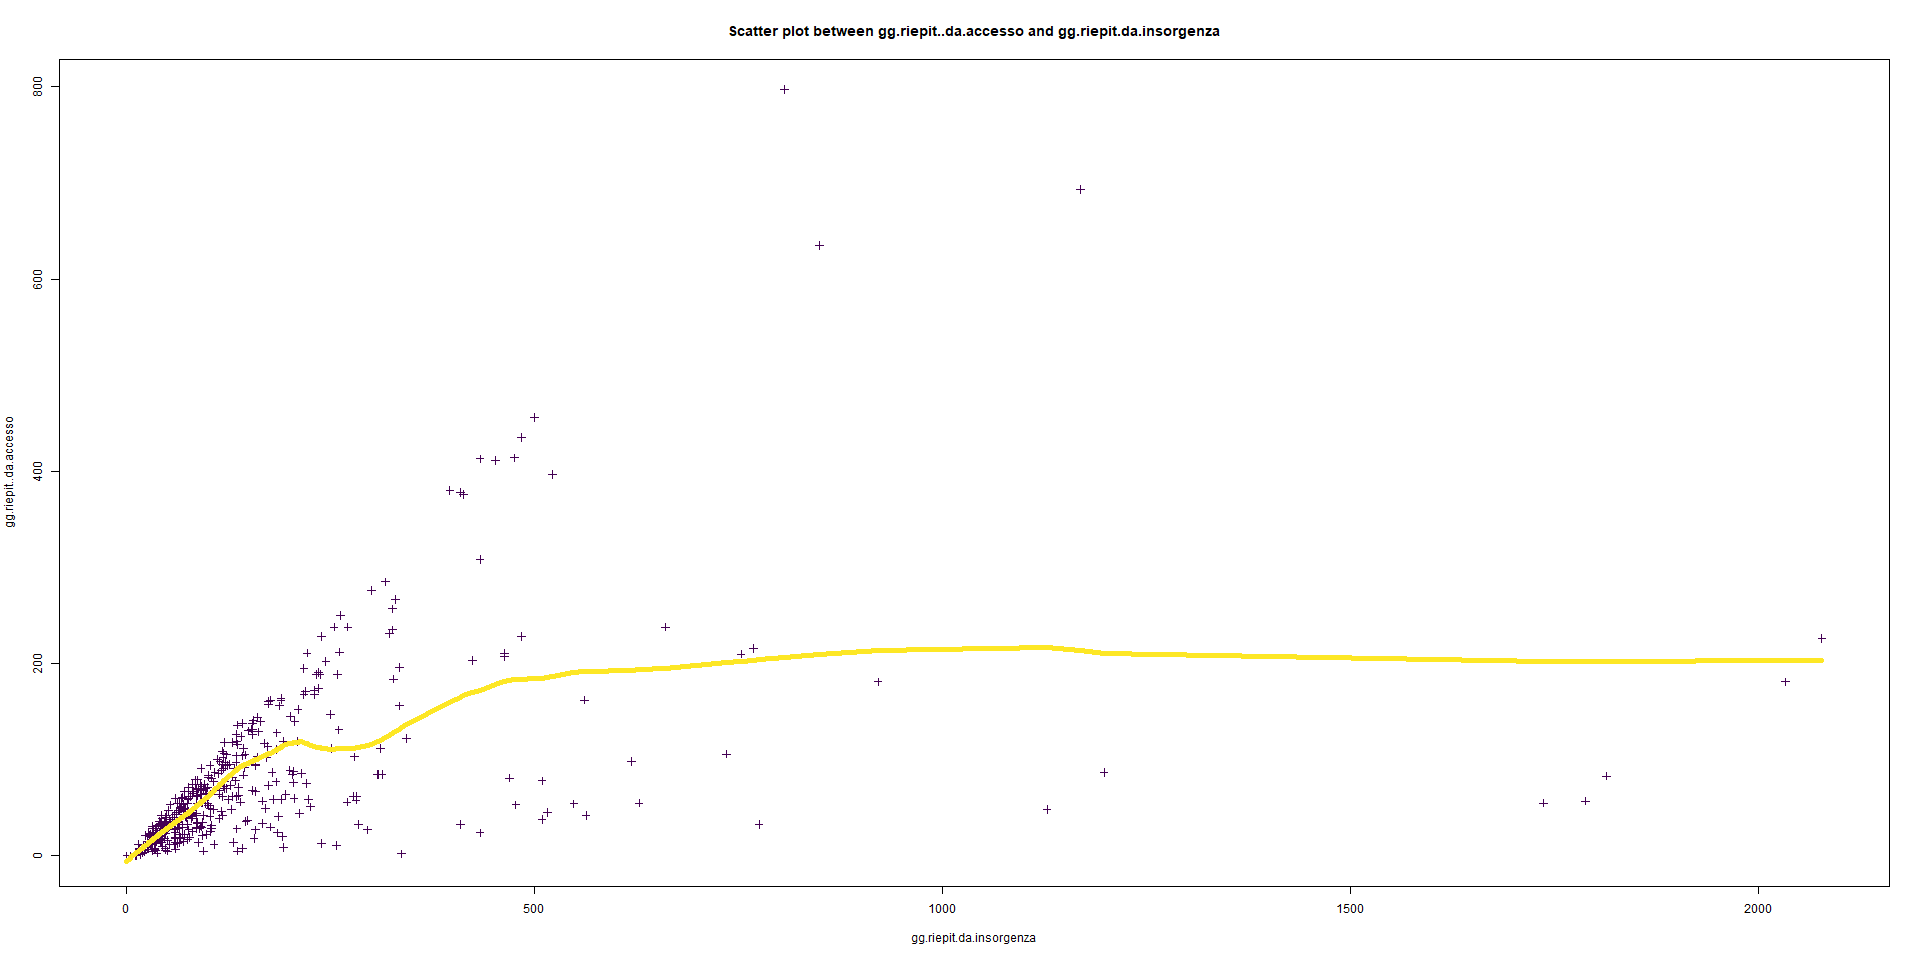 Scatter plot between gg.riepit..da.accesso and gg.riepit.da.insorgenza
800
600
400
200
0
gg.riepit..da.accesso
0 500 1000 1500 2000
gg.riepit.da.insorgenza